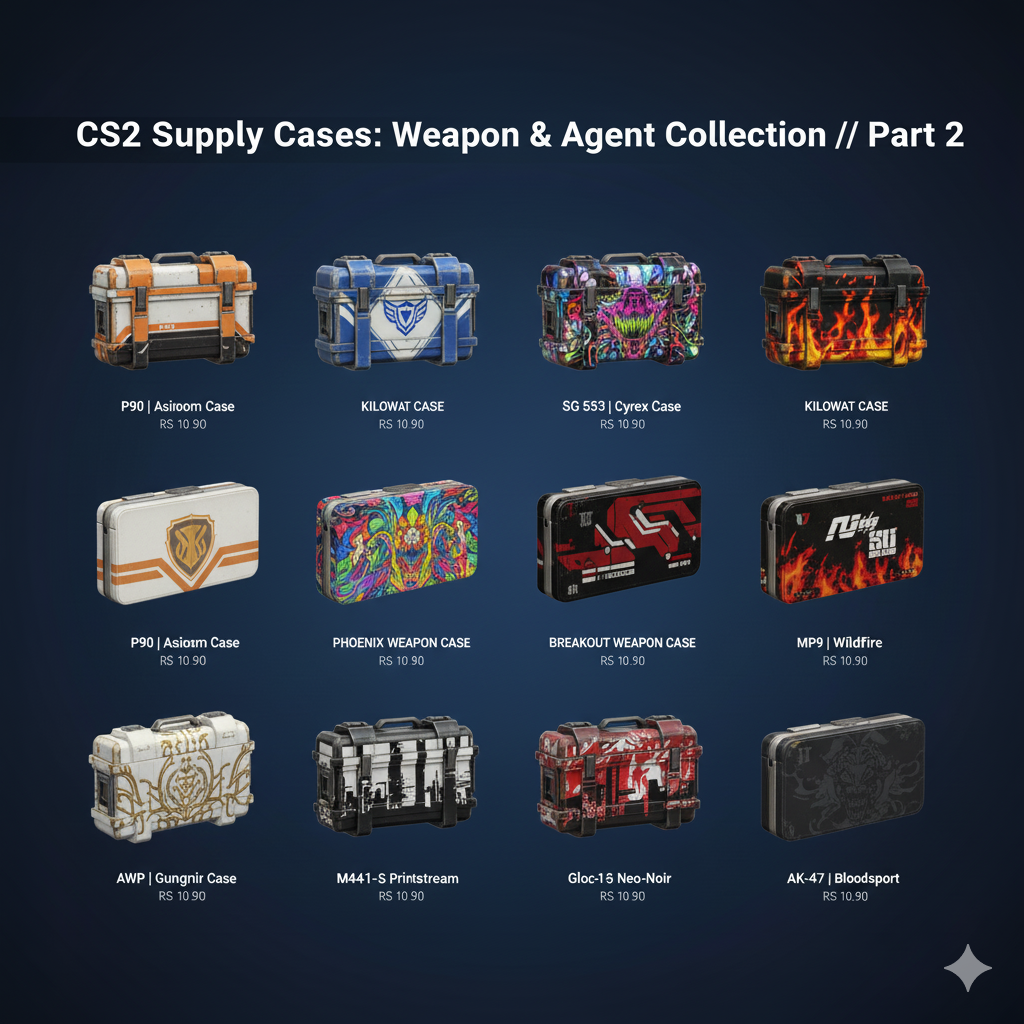 CS2 Supply Cases: Weapon & Agent Collection // Part 2
P90 | Asiroom Case
RS 10 90
KILOWAT CASE
RS 10.90
SG 553 | Cyrex Case
RS 10 90
KILOWAT CASE
RS 10.90
P90 | Asiorm Case
RS 10 90
PHOENIX WEAPON CASE
RS 10 90
BREAKOUT WEAPON CASE
RS 10.90
MP9 | Wildfire
RS 10.90
AWP | Gungnir Case
RS 10 90
M441-S Printstream
RS 10 90
Gloc-16 Neo-Noir
RS 10 90
AK-47 | Bloodsport
RS 10.90